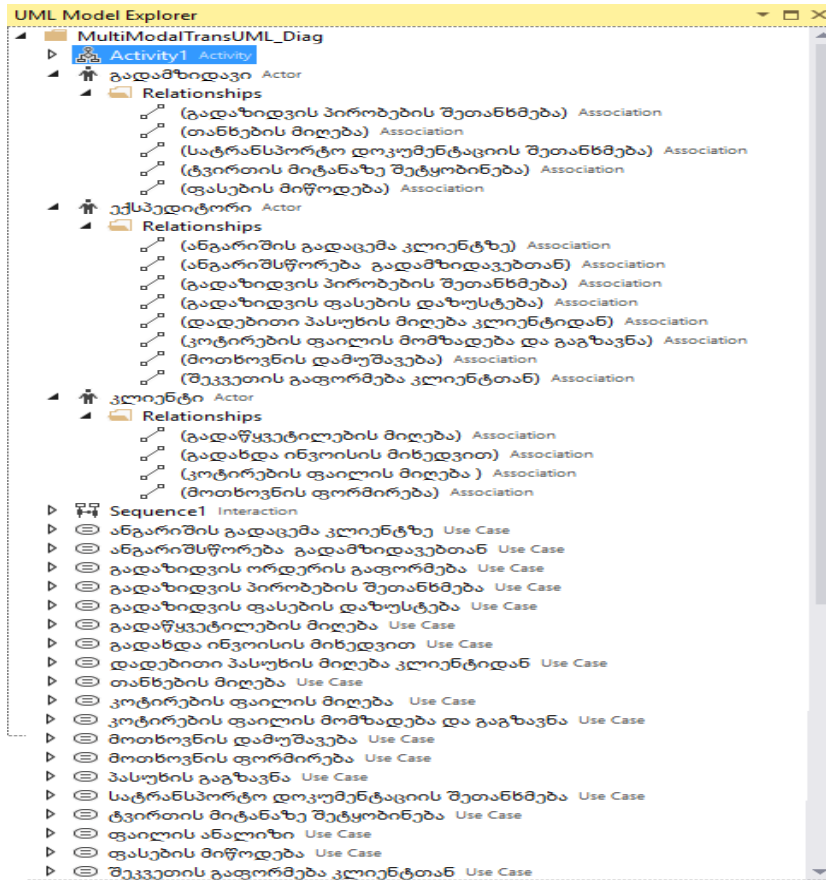 UML Model Explorer
MultiModalTransUML_Diag
Activity1 Activity
გადამზიდავი Actor
Relationships
(გადაზიდვის პირობების შეთანხმება) Association
(თანხების მიღება) Association
(სატრანსპორტო დოკუმენტაციის შეთანხმება) Association
(ტვირთის მიტანაზე შეტყობინება) Association
(ფასების მიწოდება) Association
ექსპედიტორი Actor
Relationships
(ანგარიშის გადაცემა კლიენტზე) Association
(ანგარიშსწორება გადამზიდავებთან) Association
(გადაზიდვის პირობების შეთანხმება) Association
(გადაზიდვის ფასების დაზუსტება) Association
(დადებითი პასუხის მიღება კლიენტიდან) Association
(კოტირების ფაილის მომზადება და გაგზავნა) Association
(მოთხოვნის დამუშავება) Association
(შეკვეთის გაფორმება კლიენტთან) Association
კლიენტი Actor
Relationships
(გადაწყვეტილების მიღება) Association
(გადახდა ინვოისის მიხედვით) Association
(კოტირების ფაილის მიღება ) Association
(მოთხოვნის ფორმირება) Association
Sequence1 Interaction
ანგარიშის გადაცემა კლიენტზე Use Case
ანგარიშსწორება გადამზიდავებთან Use Case
გადაზიდვის ორდერის გაფორმება Use Case
გადაზიდვის პირობების შეთანხმება Use Case
გადაზიდვის ფასების დაზუსტება Use Case
გადაწყვეტილების მიღება Use Case
გადახდა ინვოისის მიხედვით Use Case
დადებითი პასუხის მიღება კლიენტიდან Use Case
თანხების მიღება Use Case
კოტირების ფაილის მიღება Use Case
კოტირების ფაილის მომზადება და გაგზავნა Use Case
მოთხოვნის დამუშავება Use Case
მოთხოვნის ფორმირება Use Case
პასუხის გაგზავნა Use Case
სატრანსპორტო დოკუმენტაციის შეთანხმება Use Case
ტვირთის მიტანაზე შეტყობინება Use Case
ფაილის ანალიზი Use Case
ფასების მიწოდება Use Case
შეკვეთის გაფორმება კლიენტთან Use Case